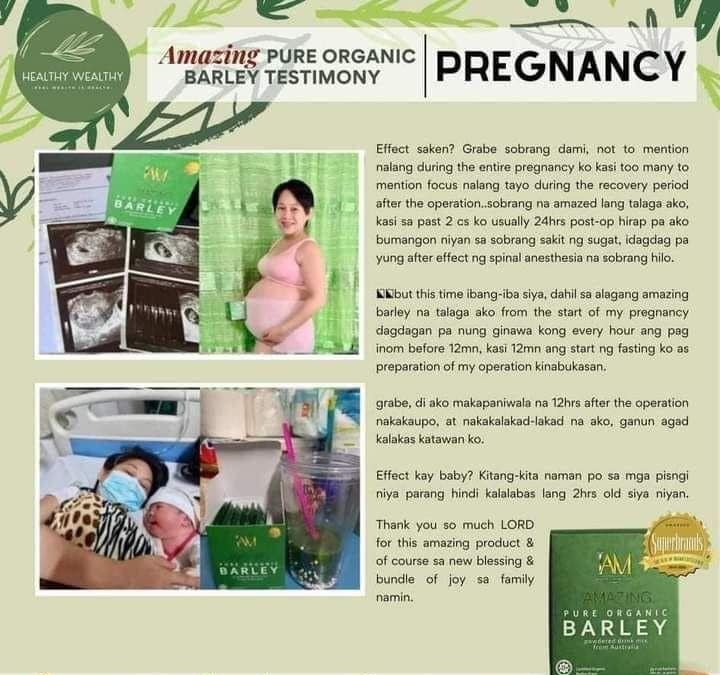 HEALTHY WEALTHY
REAL WEALTH IS HEALTH
Amazing PURE ORGANIC
BARLEY TESTIMONY
PREGNANCY
Effect saken? Grabe sobrang dami, not to mention
nalang during the entire pregnancy ko kasi too many to
mention focus nalang tayo during the recovery period
after the operation..sobrang na amazed lang talaga ako,
kasi sa past 2 cs ko usually 24hrs post-op hirap pa ako
bumangon niyan sa sobrang sakit ng sugat, idagdag pa
yung after effect ng spinal anesthesia na sobrang hilo.
but this time ibang-iba siya, dahil sa alagang amazing
barley na talaga ako from the start of my pregnancy
dagdagan pa nung ginawa kong every hour ang pag
inom before 12mn, kasi 12mn ang start ng fasting ko as
preparation of my operation kinabukasan.
grabe, di ako makapaniwala na 12hrs after the operation
nakakaupo, at nakakalakad-lakad na ako, ganun agad
kalakas katawan ko.
Effect kay baby? Kitang-kita naman po sa mga pisngi
niya parang hindi kalalabas lang 2hrs old siya niyan.
Thank you so much LORD
for this amazing product &
of course sa new blessing &
bundle of joy sa family
namin.
iAM
PURE ORGANIC
BARLEY
iAM
PURE ORGANIC
BARLEY
Superbrands
iAM
AMAZING
PURE ORGANIC
BARLEY
powdered drink mix
from Australia